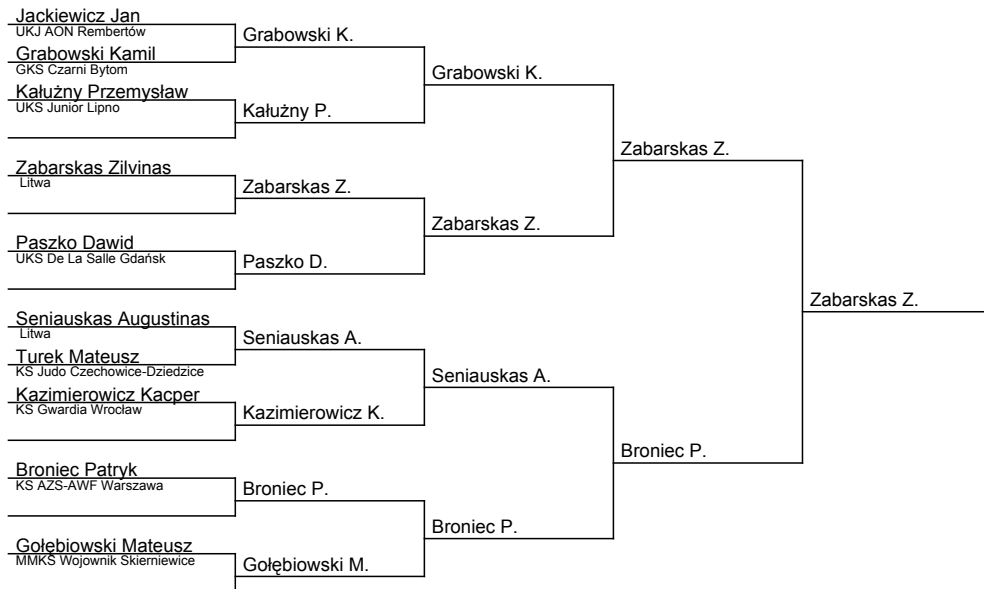 Jackiewicz Jan
UKJ AON Rembertów
Grabowski Kamil
GKS Czarni Bytom
Kałużny Przemysław
UKS Junior Lipno
Zabarskas Zilvinas
Litwa
Paszko Dawid
UKS De La Salle Gdańsk
Seniauskas Augustinas
Litwa
Turek Mateusz
KS Judo Czechowice-Dziedzice
Kazimierowicz Kacper
KS Gwardia Wrocław
Broniec Patryk
KS AZS-AWF Warszawa
Gołębiowski Mateusz
MMKS Wojownik Skierniewice
Grabowski K.
Kałużny P.
Zabarskas Z.
Paszko D.
Seniauskas A.
Kazimierowicz K.
Broniec P.
Gołębiowski M.
Grabowski K.
Zabarskas Z.
Seniauskas A.
Broniec P.
Zabarskas Z.
Broniec P.
Zabarskas Z.